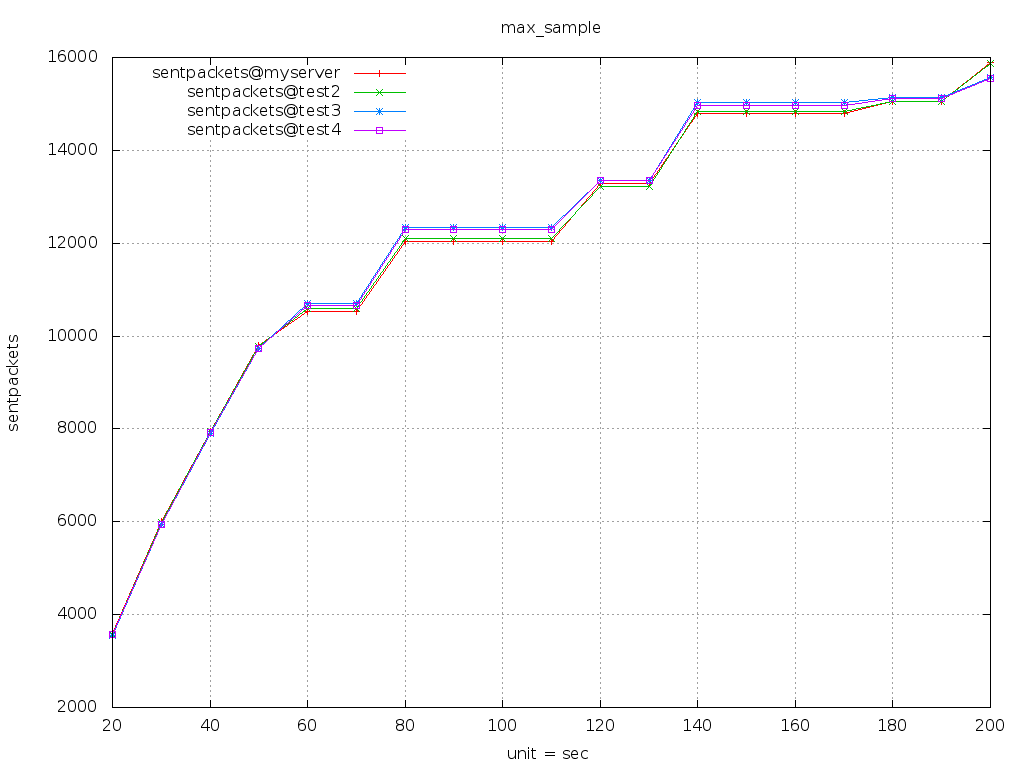 max_sample
16000
14000
12000
10000
8000
6000
4000
2000
sentpackets
sentpackets@myserver
sentpackets@test2
sentpackets@test3
sentpackets@test4
20 40 60 80 100 120 140 160 180 200
unit = sec